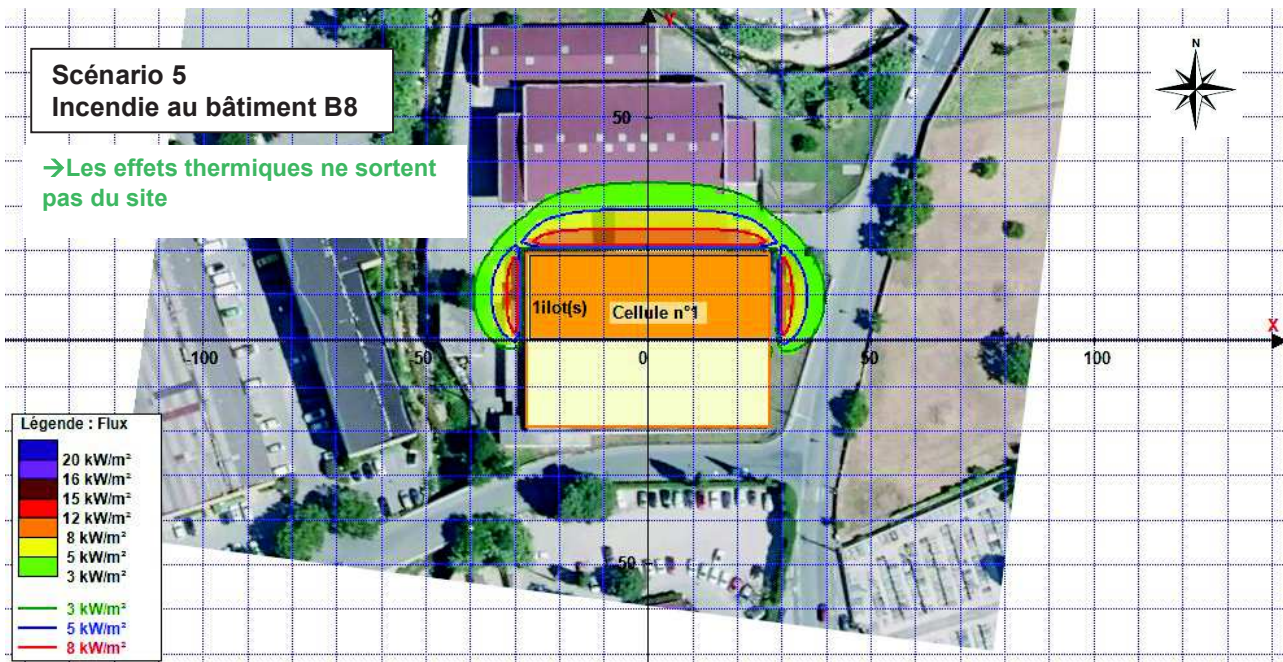 Scénario 5
Incendie au bâtiment B8
→Les effets thermiques ne sortent
pas du site
Y
N
50
1ilot(s)
Cellule n°1
X
-100
-50
0
50
100
-50
Légende : Flux
20 kW/m²
16 kW/m²
15 kW/m²
12 kW/m²
8 kW/m²
5 kW/m²
3 kW/m²
3 kW/m²
5 kW/m²
8 kW/m²